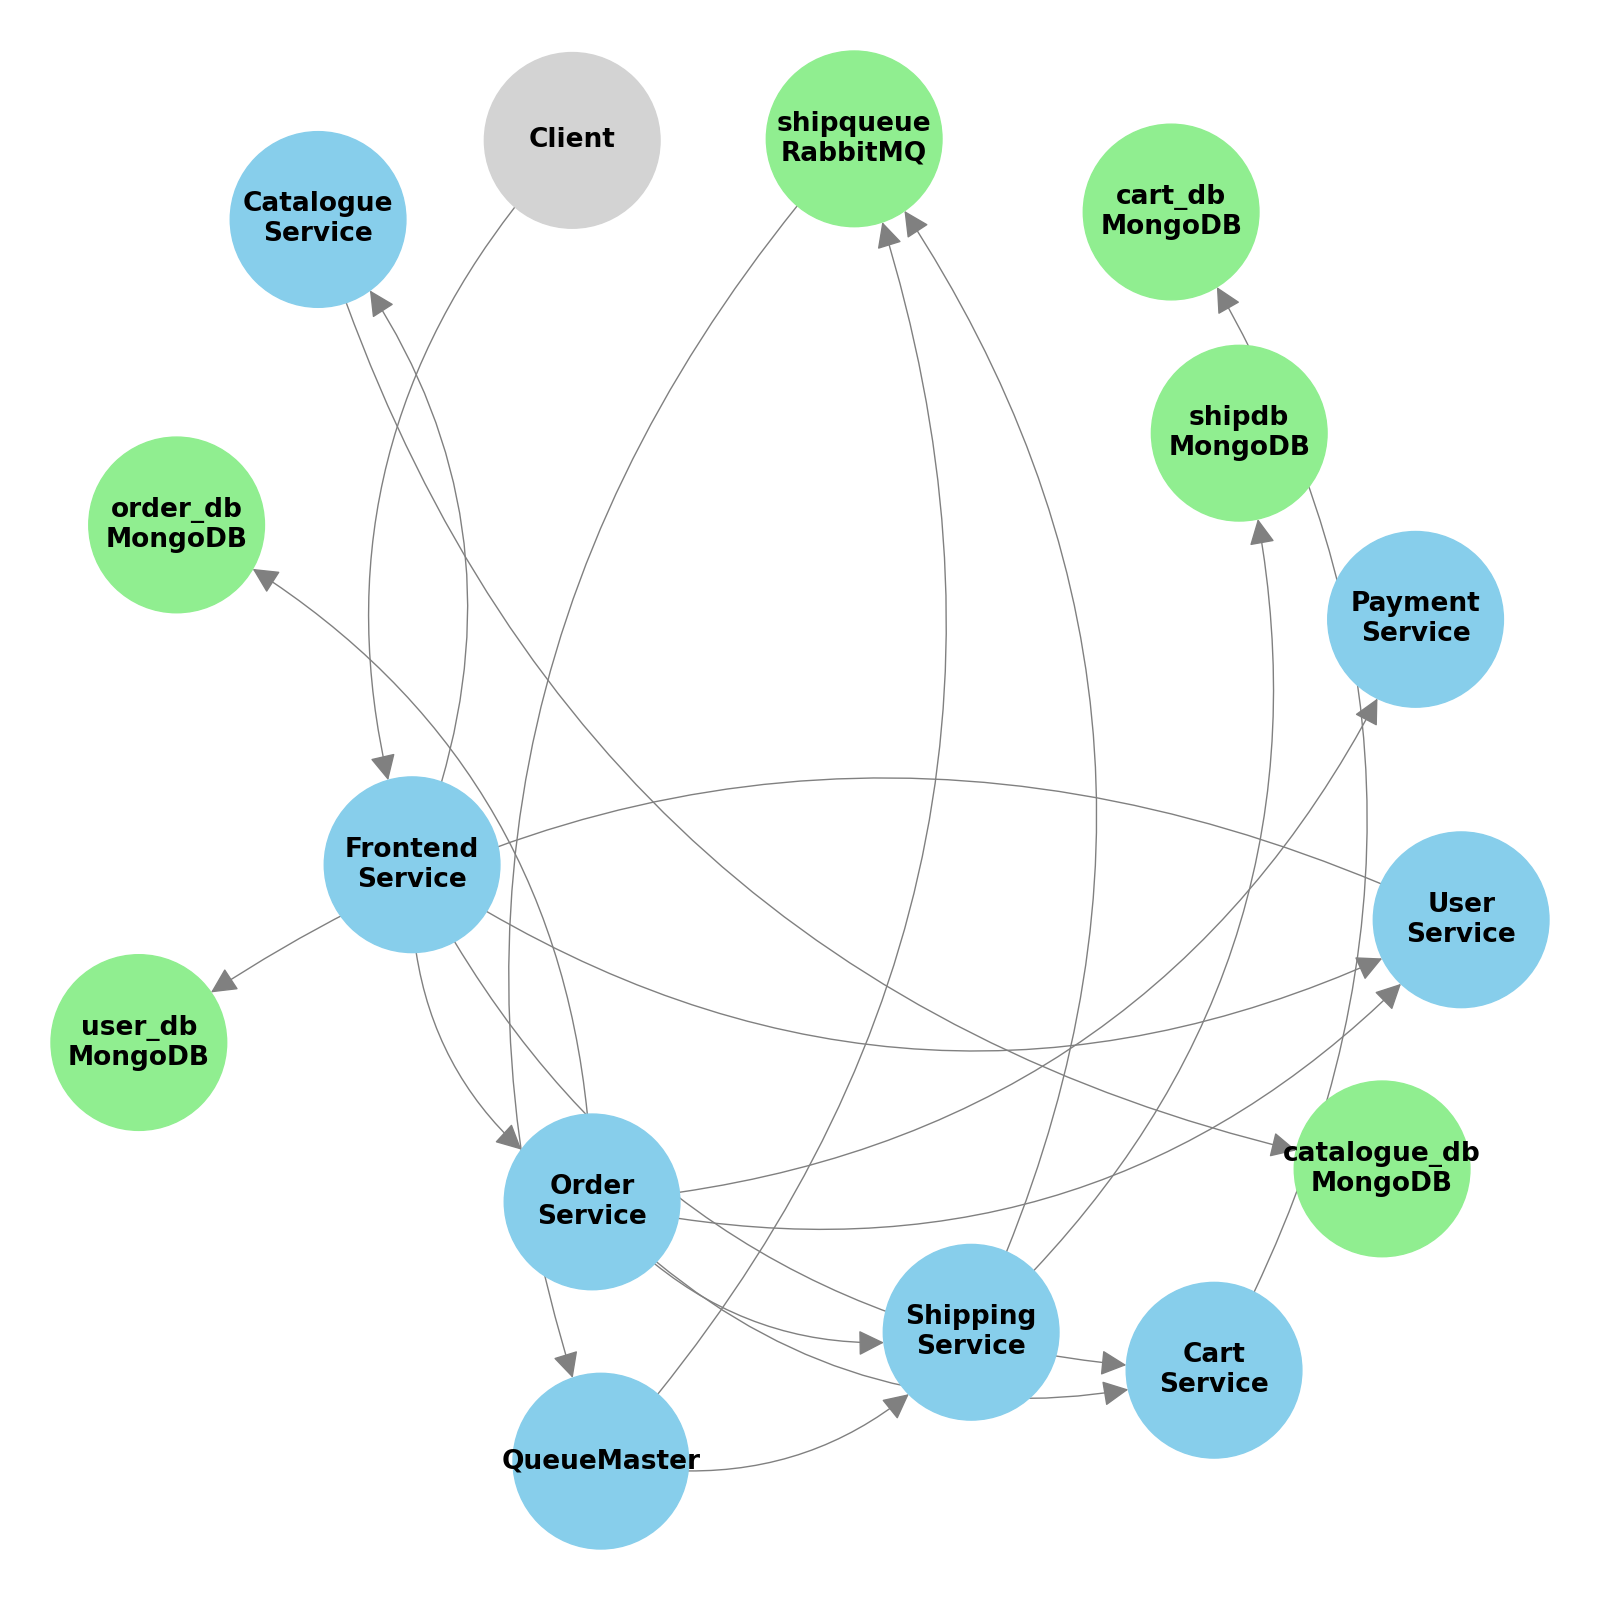 Client
shipqueue
RabbitMQ
Catalogue
Service
cart_db
MongoDB
shipdb
MongoDB
order_db
MongoDB
Payment
Service
Frontend
Service
User
Service
user_db
MongoDB
catalogue_db
MongoDB
Order
Service
Shipping
Service
Cart
Service
QueueMaster